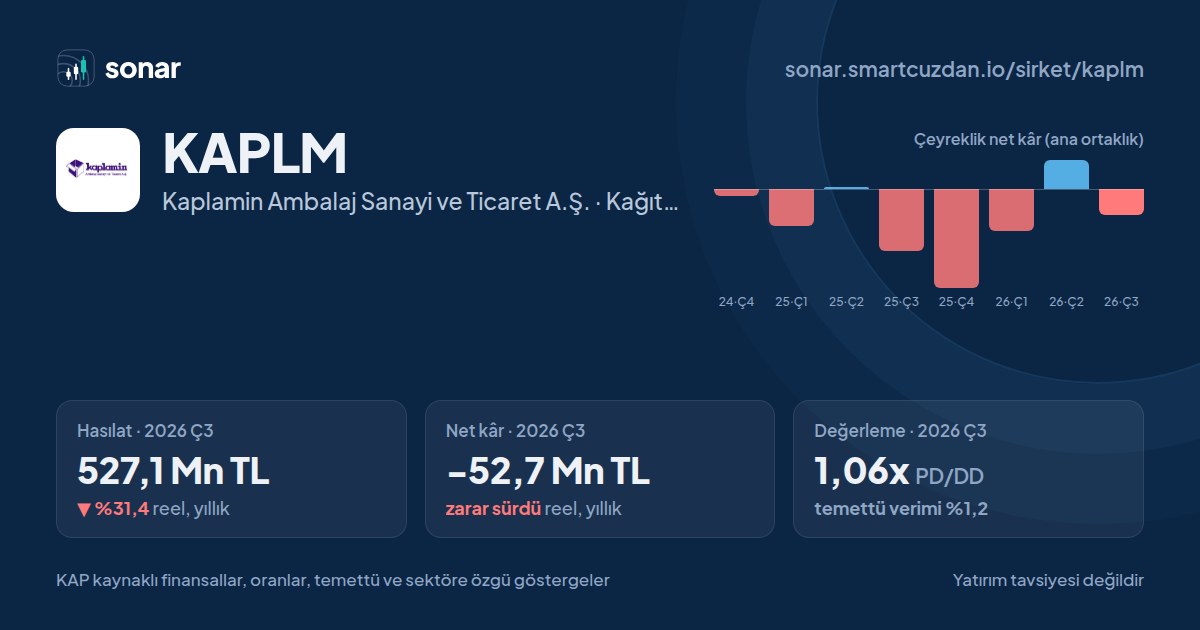 sonar
sonar.smartcuzdan.io/sirket/kaplm
kaplamin
KAPLM
Kaplamin Ambalaj Sanayi ve Ticaret A.Ş. · Kağıt...
Çeyreklik net kâr (ana ortaklık)
24·Ç4 25·Ç1 25·Ç2 25·Ç3 25·Ç4 26·Ç1 26·Ç2 26·Ç3
Hasılat · 2026 Ç3
527,1 Mn TL
▼ %31,4 reel, yıllık
Net kâr · 2026 Ç3
−52,7 Mn TL
zarar sürdü reel, yıllık
Değerleme · 2026 Ç3
1,06x PD/DD
temettü verimi %1,2
KAP kaynaklı finansallar, oranlar, temettü ve sektöre özgü göstergeler
Yatırım tavsiyesi değildir